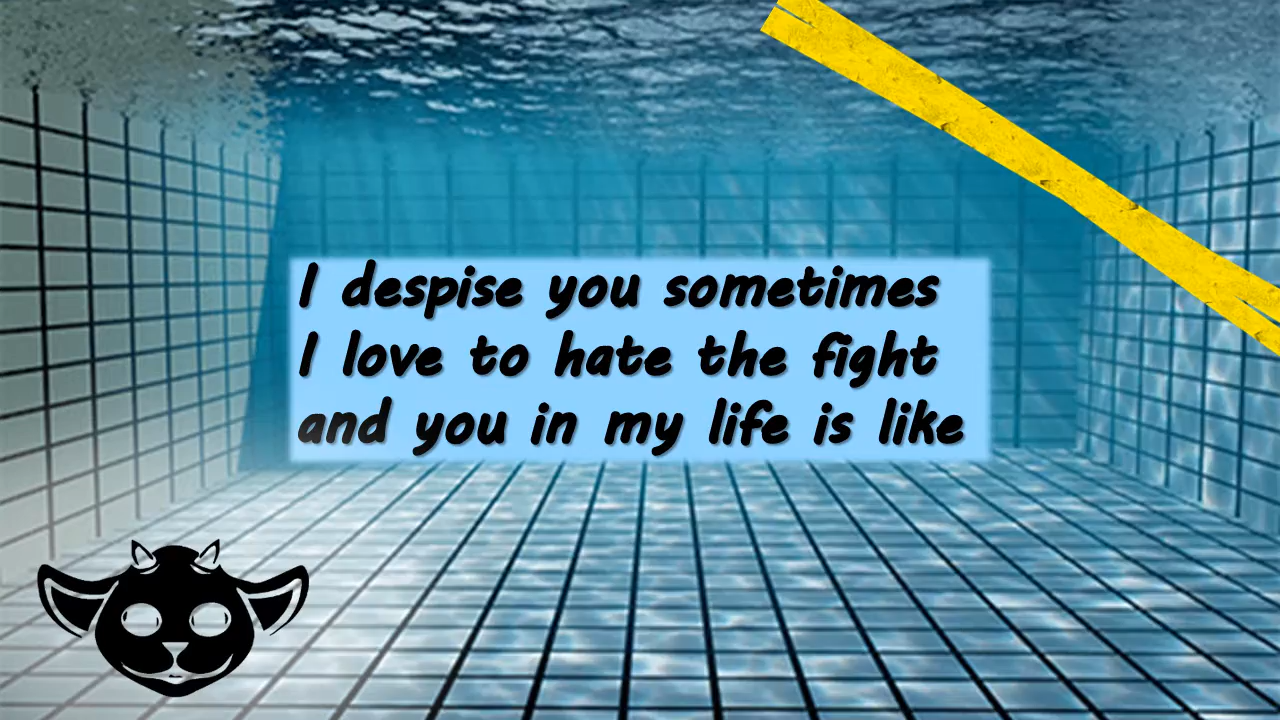 I despise you sometimes
I love to hate the fight
and you in my life is like